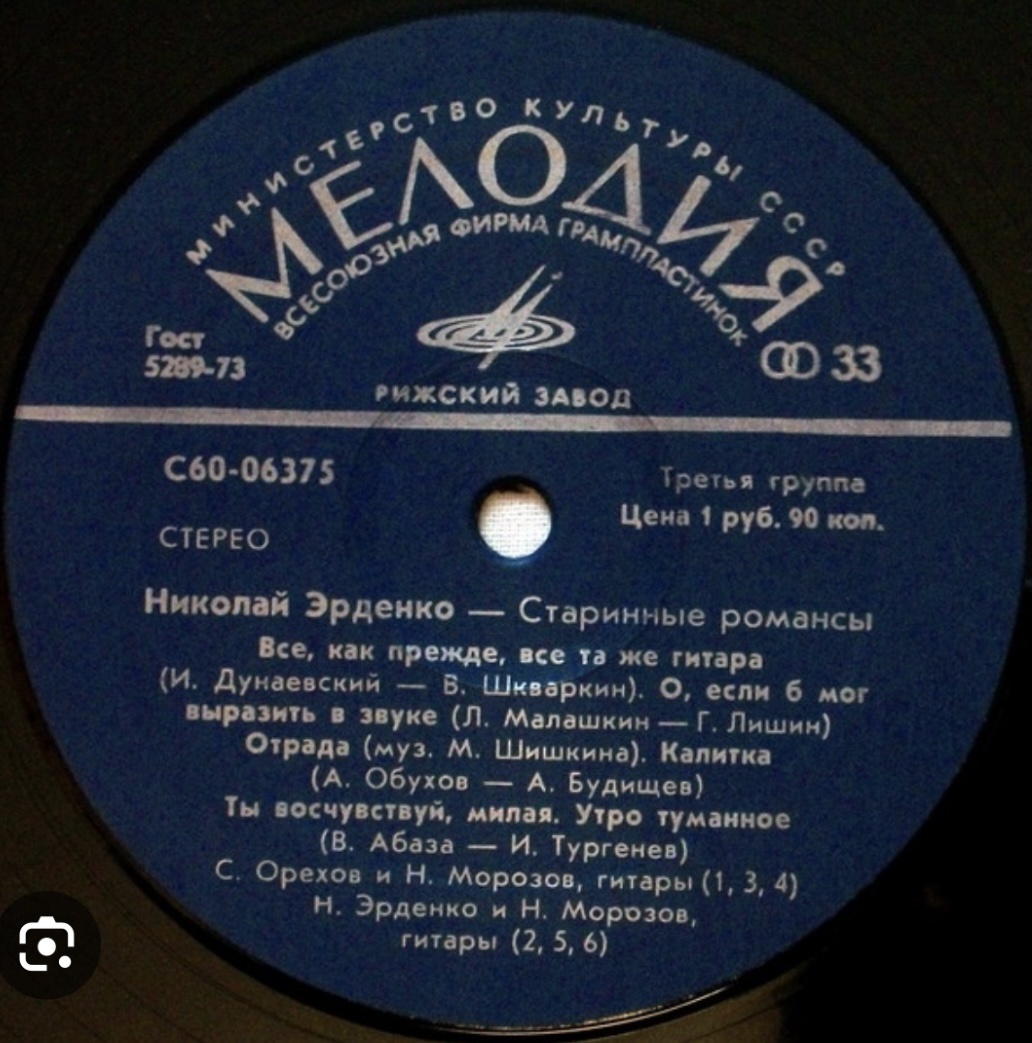 МИНИСТЕРСТВО КУЛЬТУРЫ СССР
МЕЛОДИЯ
ВСЕСОЮЗНАЯ ФИРМА ГРАМПЛАСТИНОК
Гост
5289-73
33
РИЖСКИЙ ЗАВОД
С60-06375
Третья группа
Цена 1 руб. 90 коп.
СТЕРЕО
Николай Эрденко — Старинные романсы
Все, как прежде, все та же гитара
(И. Дунаевский — В. Шкваркин). О, если б мог
выразить в звуке (Л. Малашкин — Г. Лишин)
Отрада (муз. М. Шишкина). Калитка
(А. Обухов — А. Будищев)
Ты восчувствуй, милая. Утро туманное
(В. Абаза — И. Тургенев)
С. Орехов и Н. Морозов, гитары (1, 3, 4)
Н. Эрденко и Н. Морозов,
гитары (2, 5, 6)